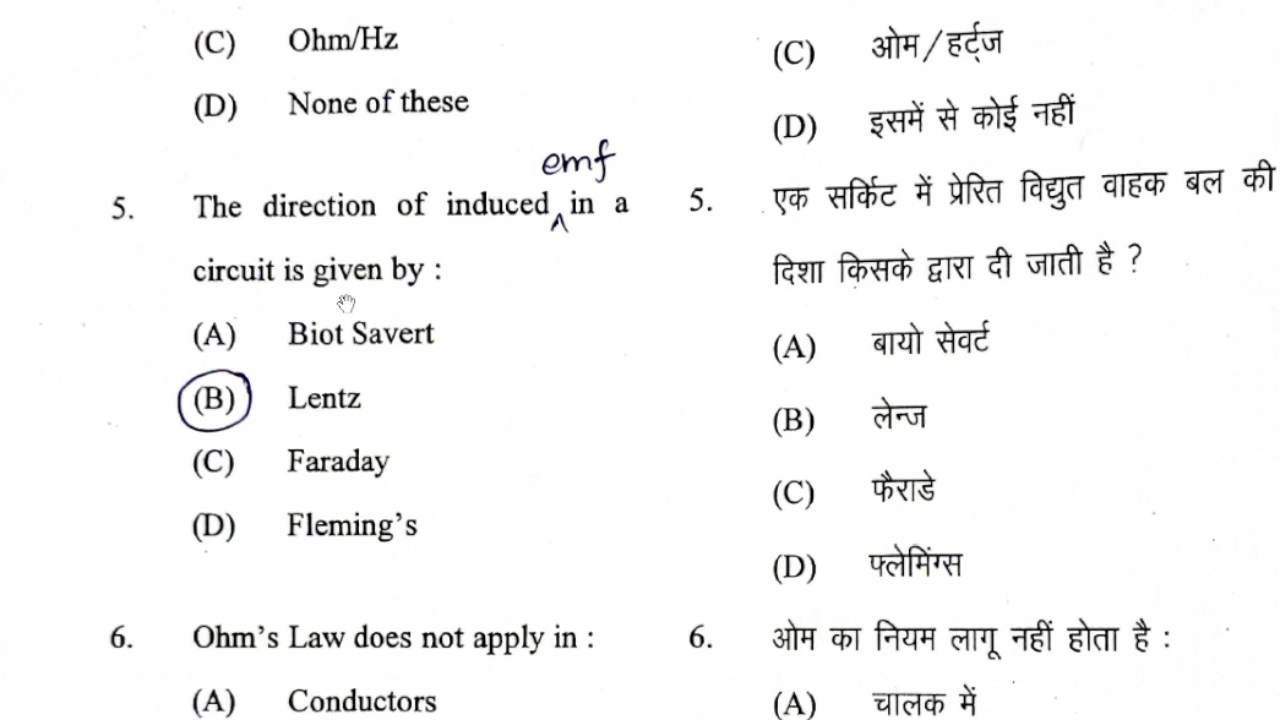 (C) Ohm/Hz
(D) None of these
emf
5. The direction of induced ^ in a
circuit is given by :
(A) Biot Savert
(B) Lentz
(C) Faraday
(D) Fleming's
6. Ohm's Law does not apply in :
(A) Conductors
(C) ओम/हर्ट्ज
(D) इसमें से कोई नहीं
5. एक सर्किट में प्रेरित विद्युत वाहक बल की
दिशा किसके द्वारा दी जाती है ?
(A) बायो सेवर्ट
(B) लेन्ज
(C) फैराडे
(D) फ्लेमिंग्स
6. ओम का नियम लागू नहीं होता है :
(A) चालक में